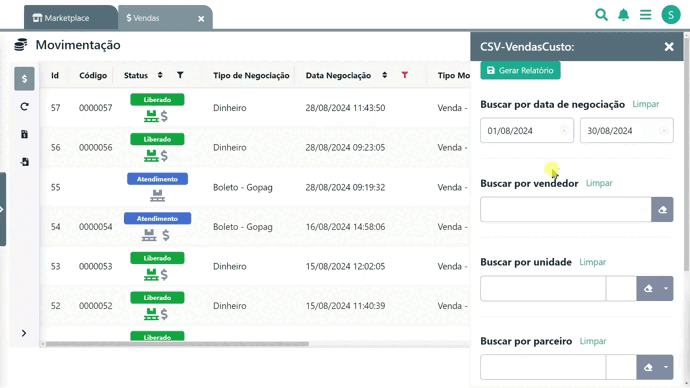 Marketplace
$ Vendas
S
Movimentação
Id Código Status Tipo de Negociação Data Negociação Tipo Mo
57 0000057 Liberado Dinheiro 28/08/2024 11:43:50 Venda -
56 0000056 Liberado Dinheiro 28/08/2024 09:23:05 Venda -
55 Atendimento Boleto - Gopag 28/08/2024 09:19:32 Venda -
54 0000054 Atendimento Boleto - Gopag 16/08/2024 14:58:06 Venda -
53 0000053 Liberado Dinheiro 15/08/2024 12:02:05 Venda -
52 0000052 Liberado Dinheiro 15/08/2024 11:40:39 Venda -
Liberado
CSV-VendasCusto:
Gerar Relatório
Buscar por data de negociação Limpar
01/08/2024 30/08/2024
Buscar por vendedor Limpar
Buscar por unidade Limpar
Buscar por parceiro Limpar